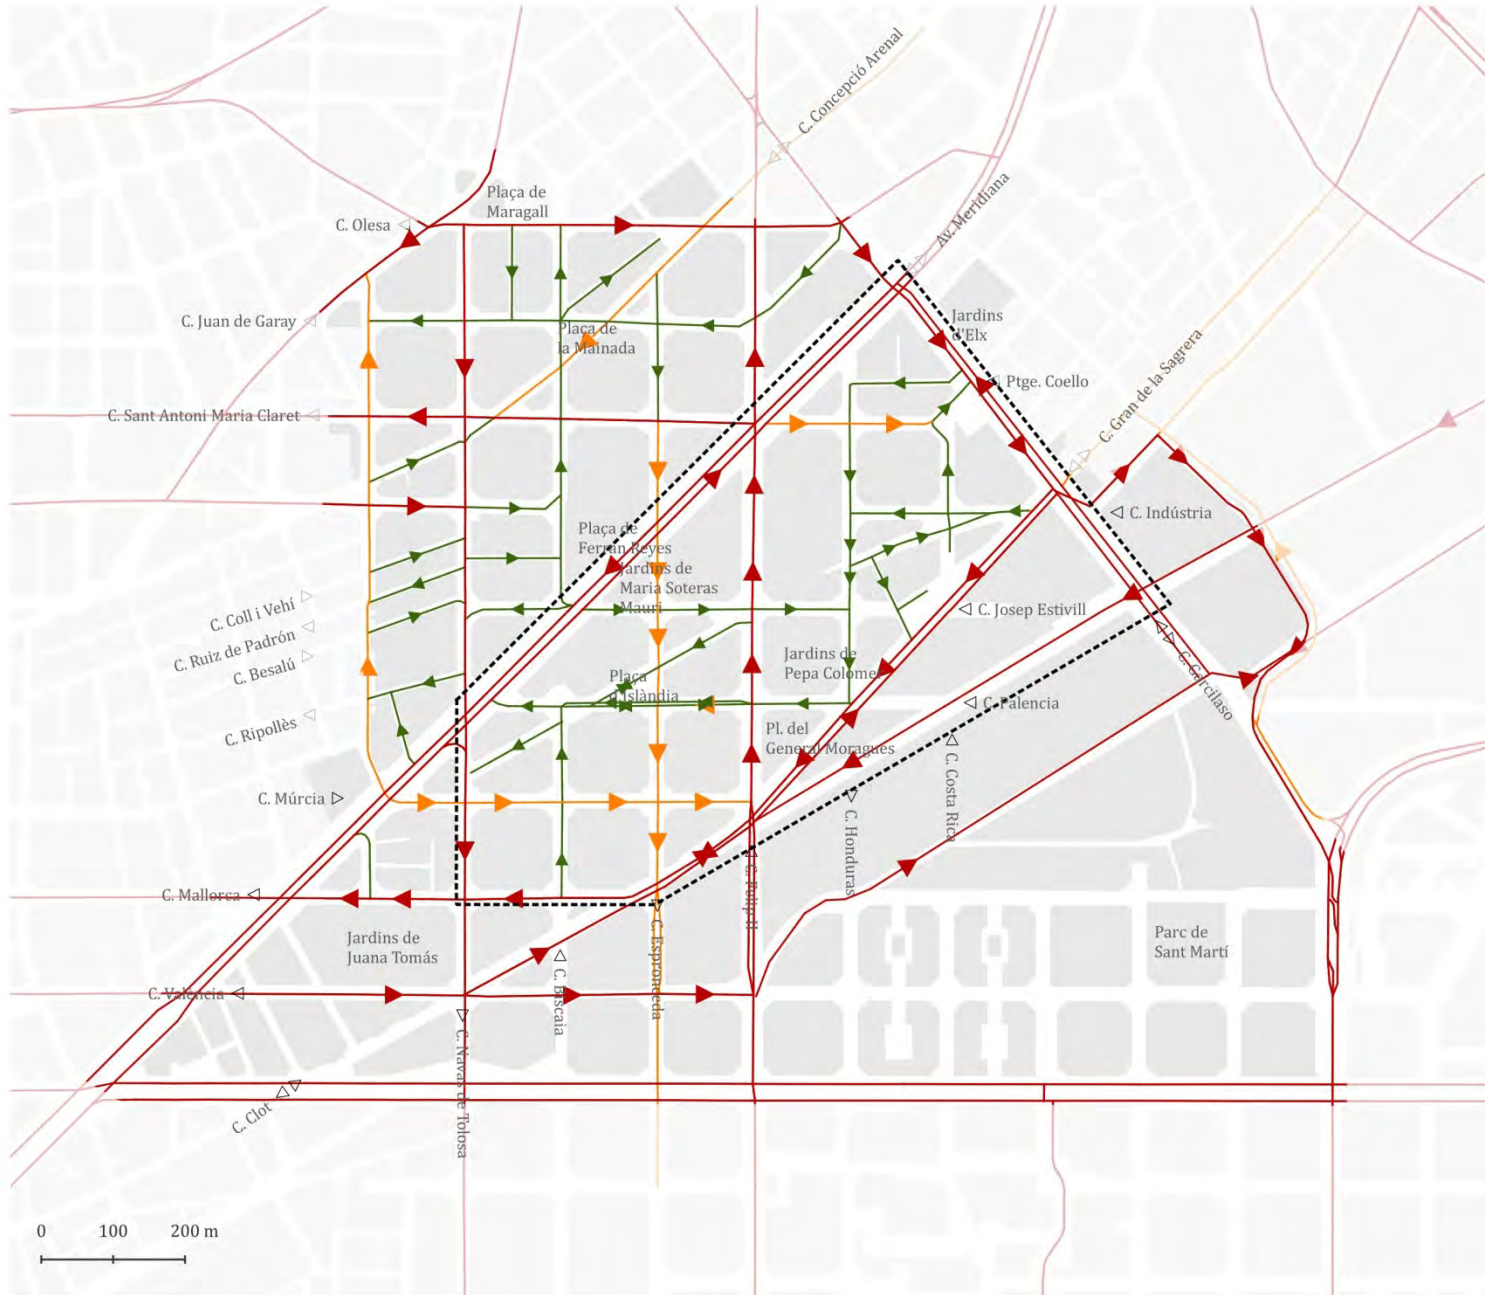 C. Concepció Arenal
Plaça de
Maragall
C. Olesa
Av. Meridiana
C. Juan de Garay
Plaça de
la Mainada
Jardins
d'Elx
Ptge. Coello
C. Gran de la Sagrera
C. Sant Antoni Maria Claret
C. Indústria
Plaça de
Ferran Reyes
Jardins de
Maria Soteras
Mauri
C. Coll i Vehí
C. Josep Estivill
C. Ruiz de Padrón
C. Besalú
Jardins de
Pepa Colomer
C. Garcilaso
Plaça
d'Islàndia
C. Ripollès
C. Palencia
Pl. del
General Moragues
C. Costa Rica
C. Múrcia
C. Honduras
C. Mallorca
C. Felip II
C. Espronceda
Jardins de
Juana Tomás
Parc de
Sant Martí
C. València
C. Biscaia
C. Navas de Tolosa
C. Clot
0 100 200 m